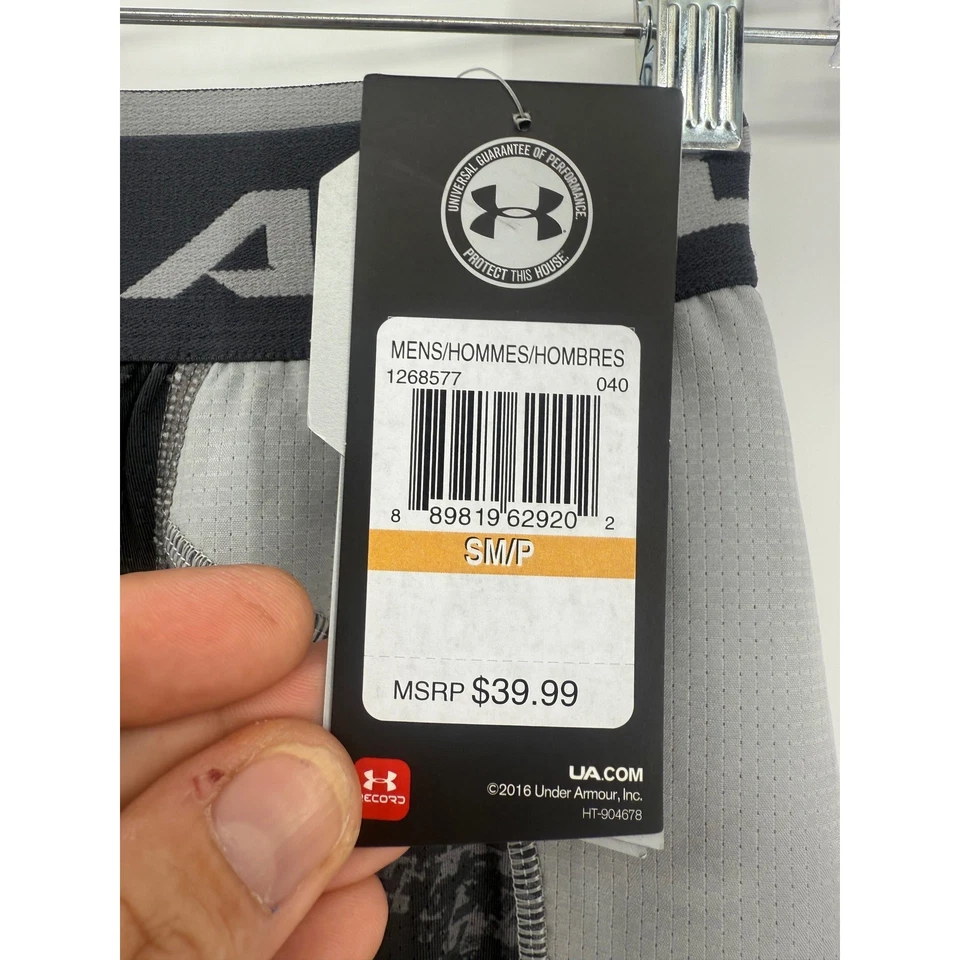 UNIVERSAL GUARANTEE OF PERFORMANCE.
PROTECT THIS HOUSE.
MENS/HOMMES/HOMBRES
1268577 040
8 89819 62920 2
SM/P
MSRP $39.99
RECORD
UA.COM
©2016 Under Armour, Inc.
HT-904678